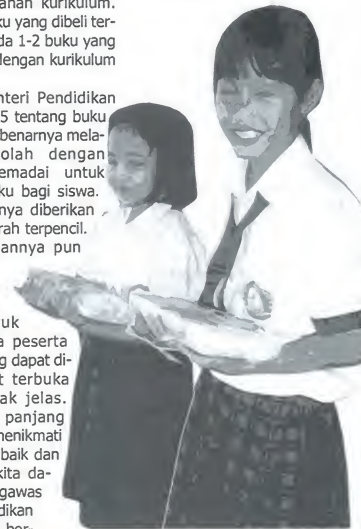 anan kurikulum.
ku yang dibeli ter-
da 1-2 buku yang
dengan kurikulum
nteri Pendidikan
5 tentang buku
benarnya mela-
olah dengan
emadai untuk
ku bagi siswa.
nya diberikan
rah terpencil.
annya pun
uk
a peserta
g dapat di-
t terbuka
ak jelas.
panjang
menikmati
baik dan
kita da-
gawas
dikan
ber-